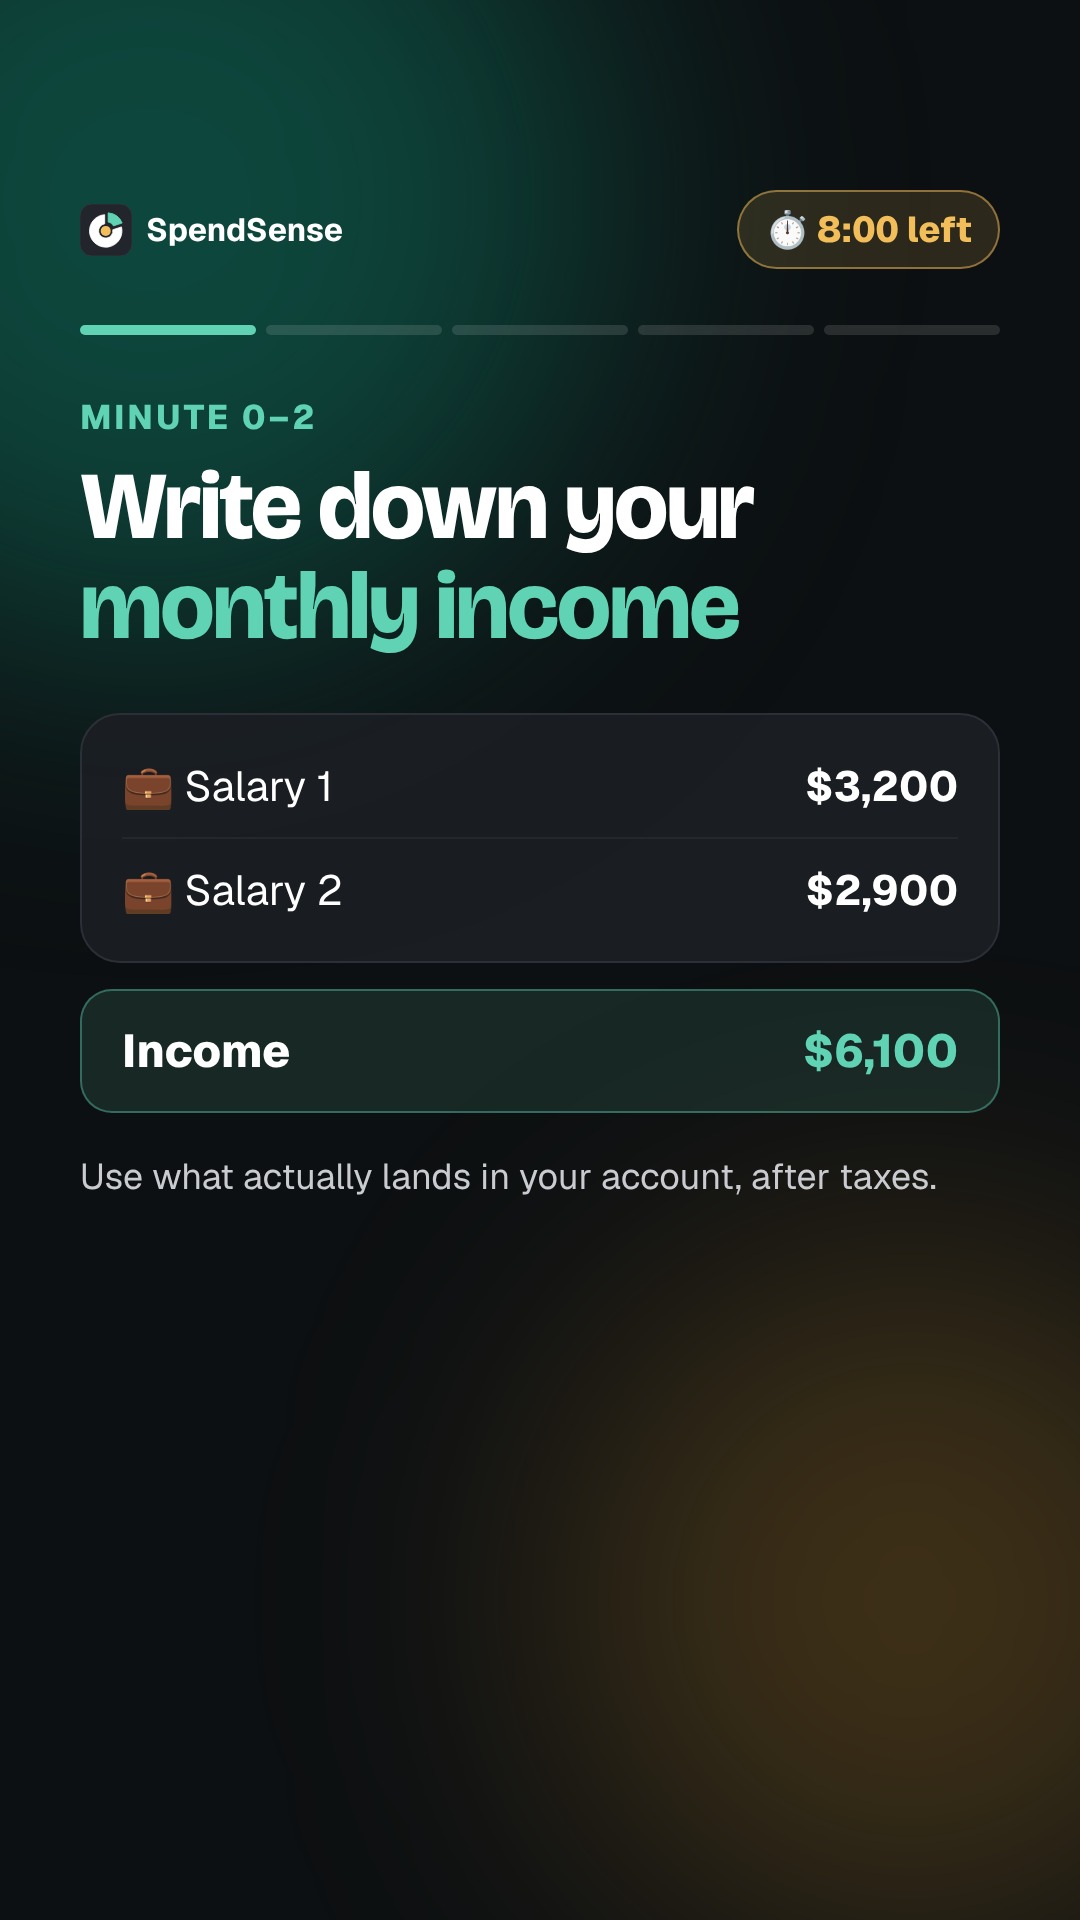 SpendSense
⏱️ 8:00 left
MINUTE 0–2
Write down your
monthly income
💼 Salary 1 $3,200
💼 Salary 2 $2,900
Income $6,100
Use what actually lands in your account, after taxes.